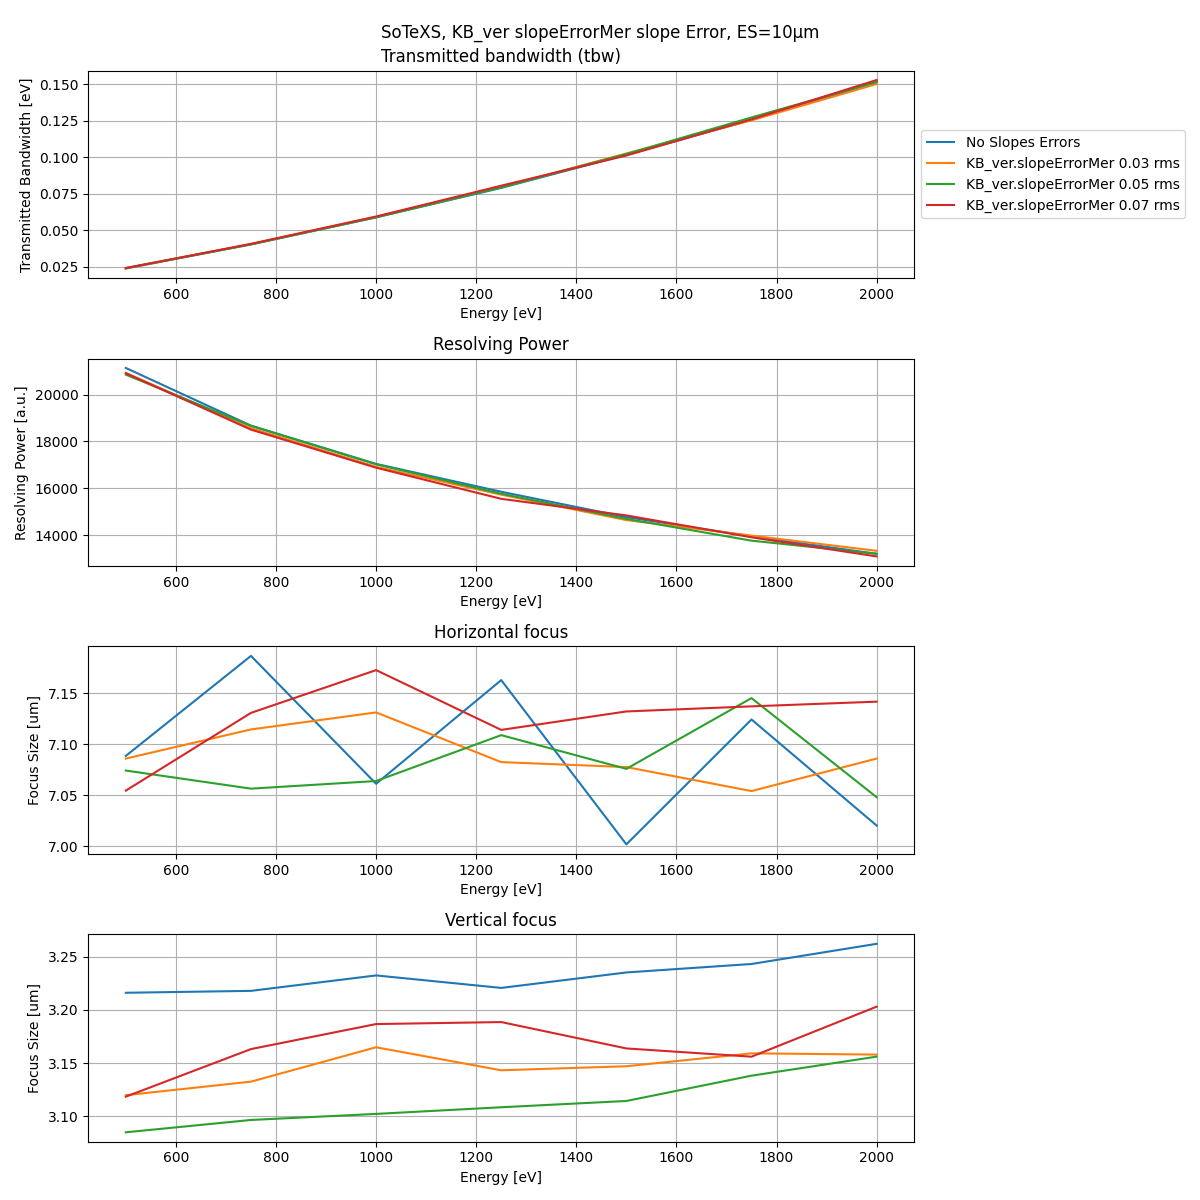 SoTeXS, KB_ver slopeErrorMer slope Error, ES=10μm
Transmitted bandwidth (tbw)
Transmitted Bandwidth [eV]
0.150
0.125
0.100
0.075
0.050
0.025
600 800 1000 1200 1400 1600 1800 2000
Energy [eV]
No Slopes Errors
KB_ver.slopeErrorMer 0.03 rms
KB_ver.slopeErrorMer 0.05 rms
KB_ver.slopeErrorMer 0.07 rms
Resolving Power
Resolving Power [a.u.]
20000
18000
16000
14000
600 800 1000 1200 1400 1600 1800 2000
Energy [eV]
Horizontal focus
Focus Size [um]
7.15
7.10
7.05
7.00
600 800 1000 1200 1400 1600 1800 2000
Energy [eV]
Vertical focus
Focus Size [um]
3.25
3.20
3.15
3.10
600 800 1000 1200 1400 1600 1800 2000
Energy [eV]